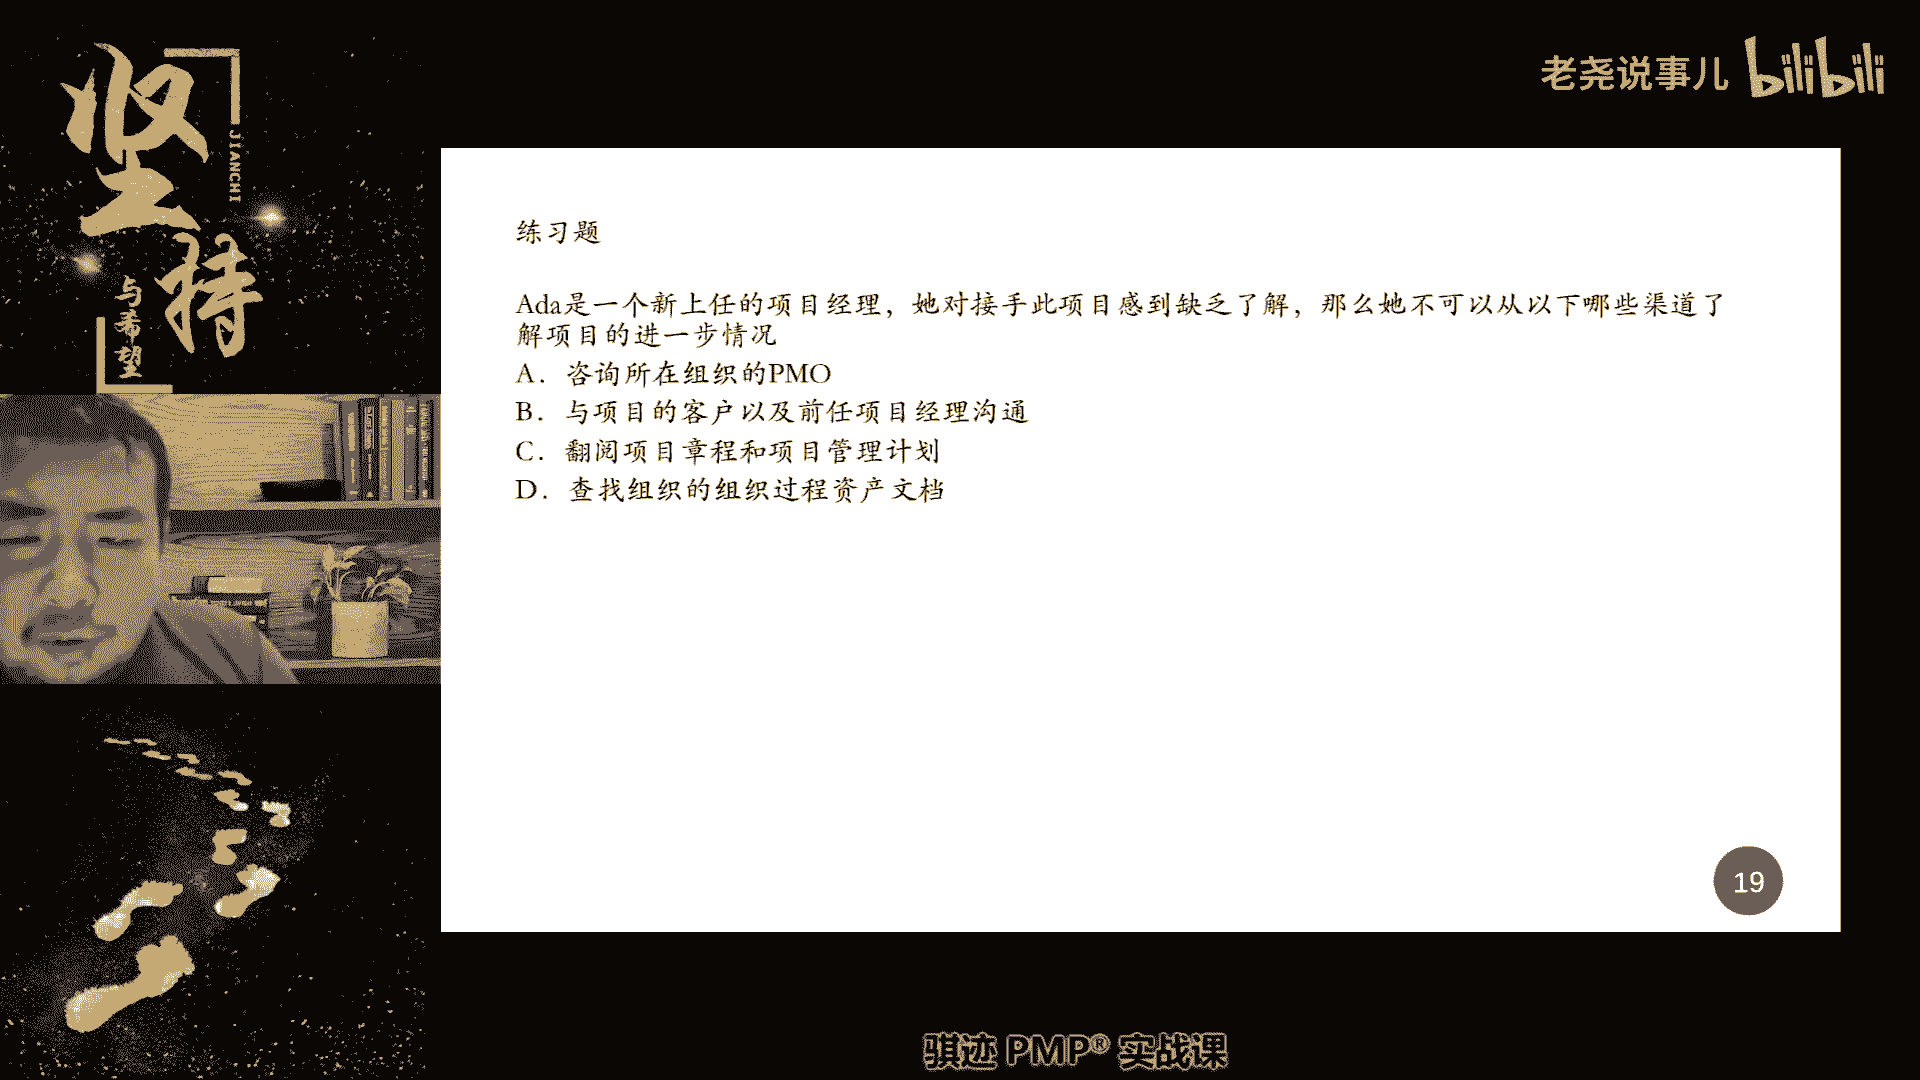 坚持
JIANCHI
与希望
老尧说事儿 bilibili
练习题
Ada是一个新上任的项目经理，她对接手此项目感到缺乏了解，那么她不可以从以下哪些渠道了
解项目的进一步情况
A．咨询所在组织的PMO
B．与项目的客户以及前任项目经理沟通
C．翻阅项目章程和项目管理计划
D．查找组织的组织过程资产文档
19
骐迹 PMP® 实战课